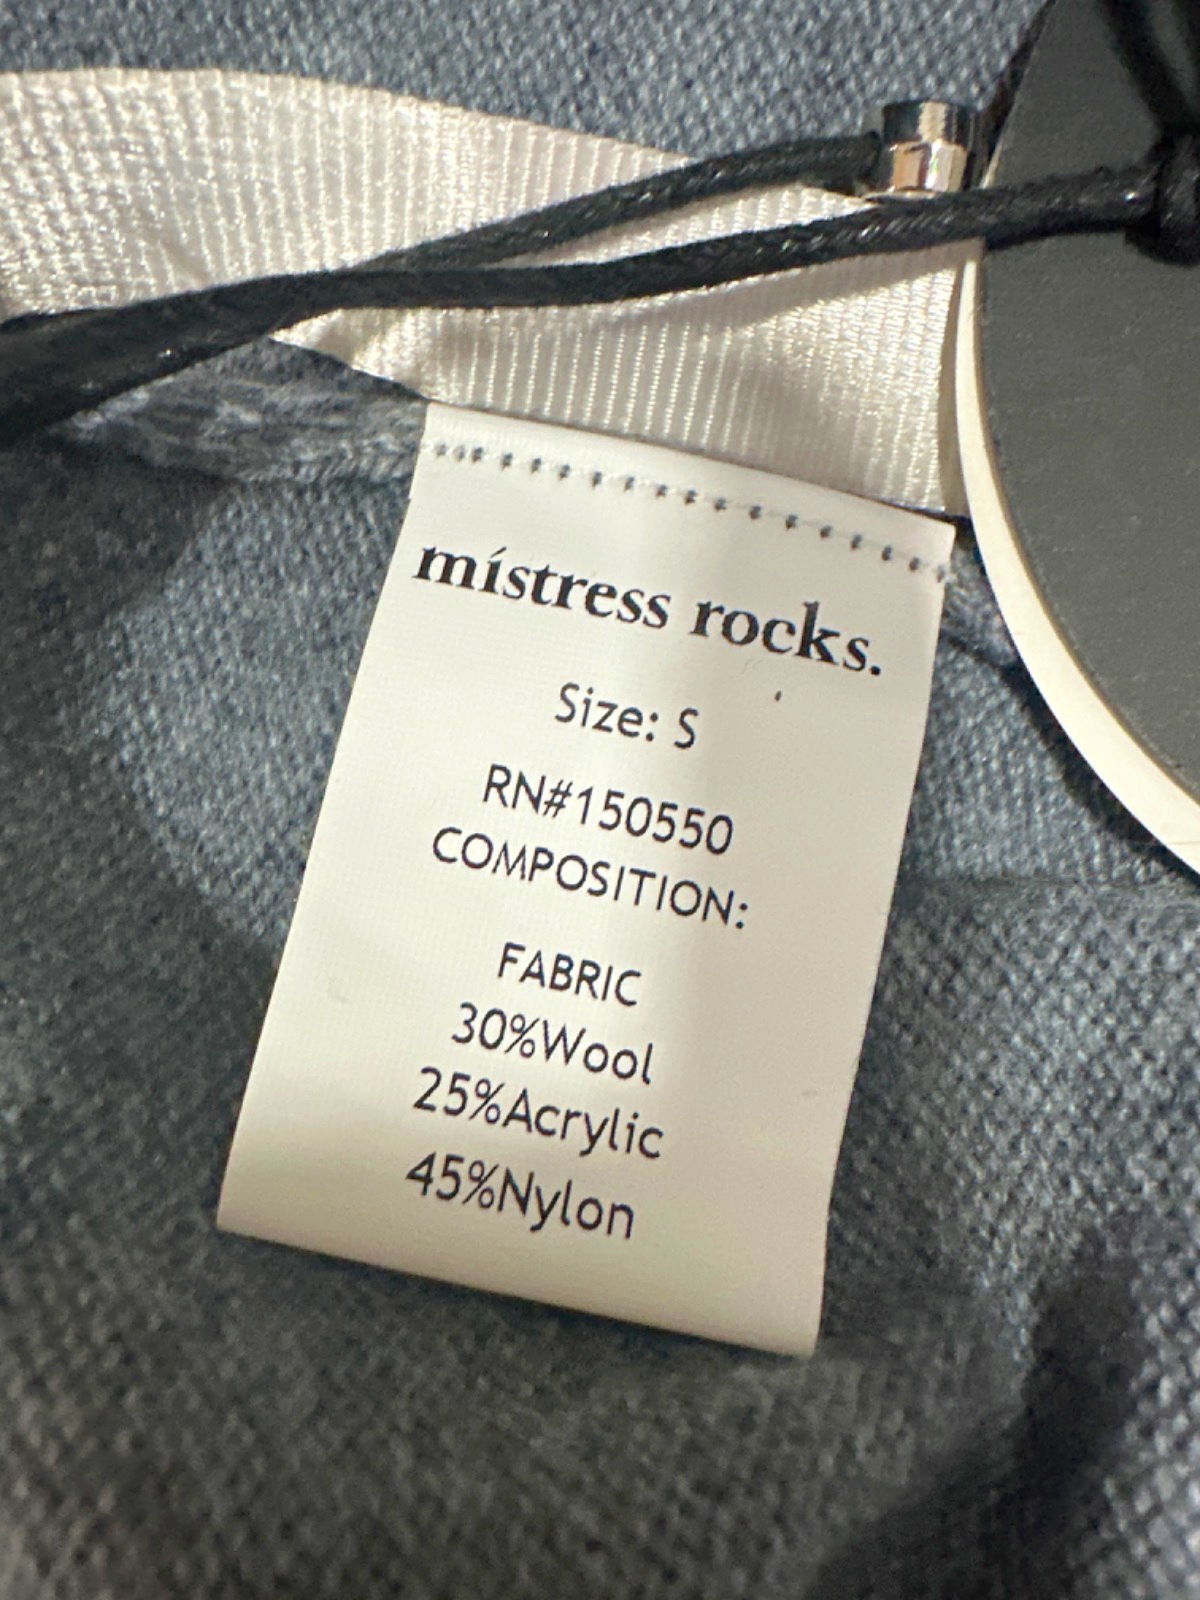 místress rocks.
Size: S
RN#150550
COMPOSITION:
FABRIC
30%Wool
25%Acrylic
45%Nylon